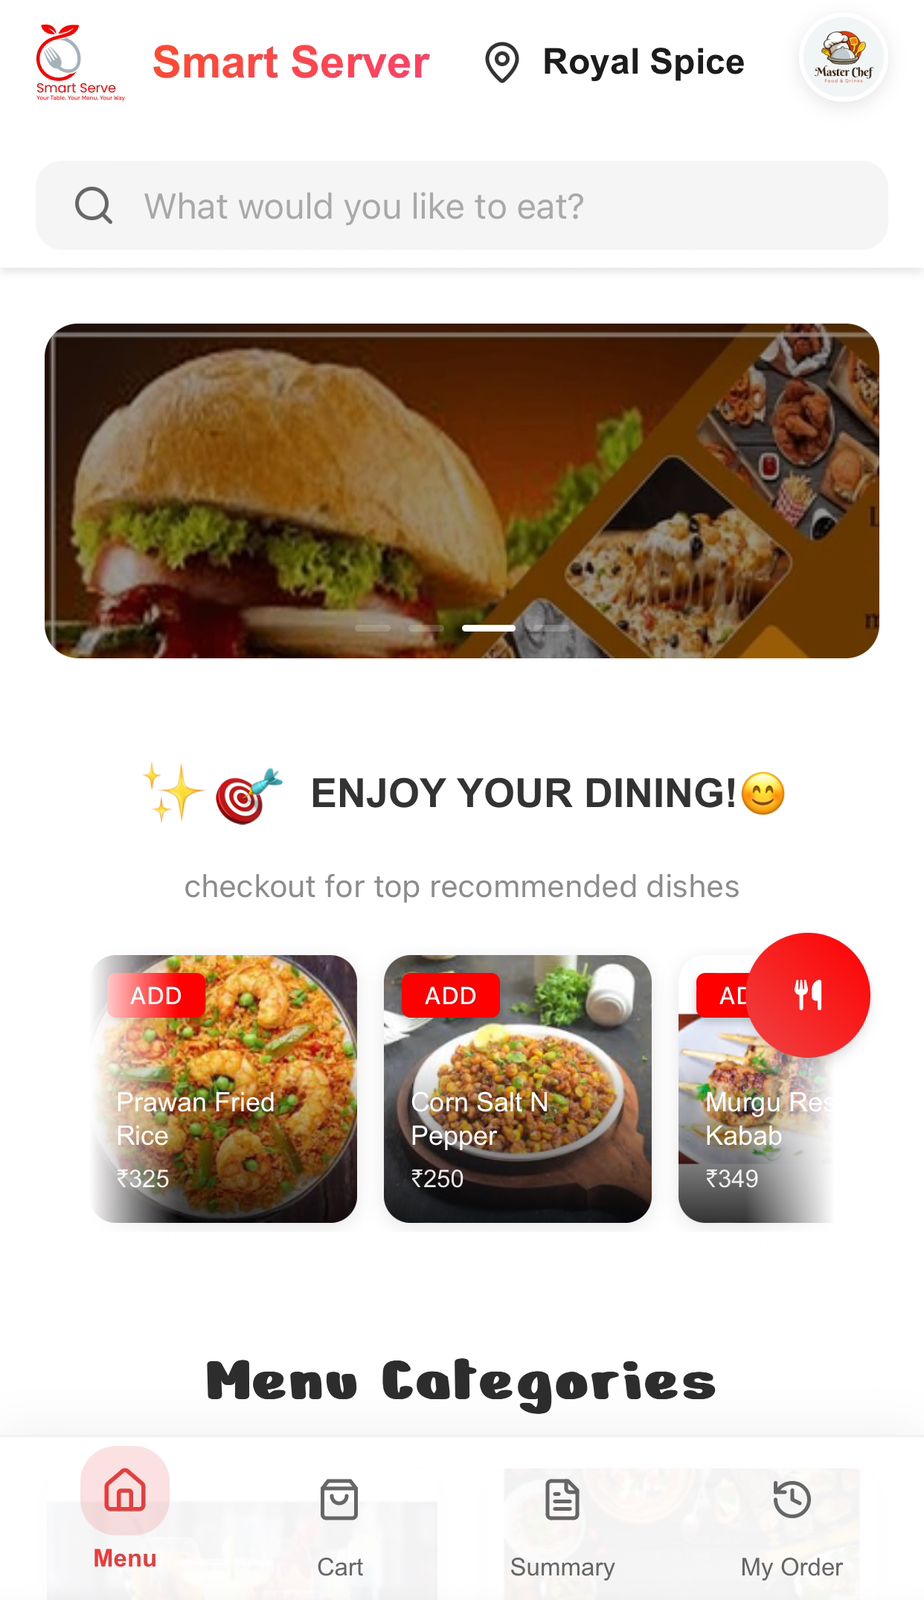 Smart Serve
Your Table, Your Menu, Your Way
Smart Server
Royal Spice
Master Chef
Food & Drinks
What would you like to eat?
ENJOY YOUR DINING!
checkout for top recommended dishes
ADD
Prawan Fried
Rice
₹325
ADD
Corn Salt N
Pepper
₹250
AD
Murgu Res
Kabab
₹349
Menu Categories
Menu
Cart
Summary
My Order